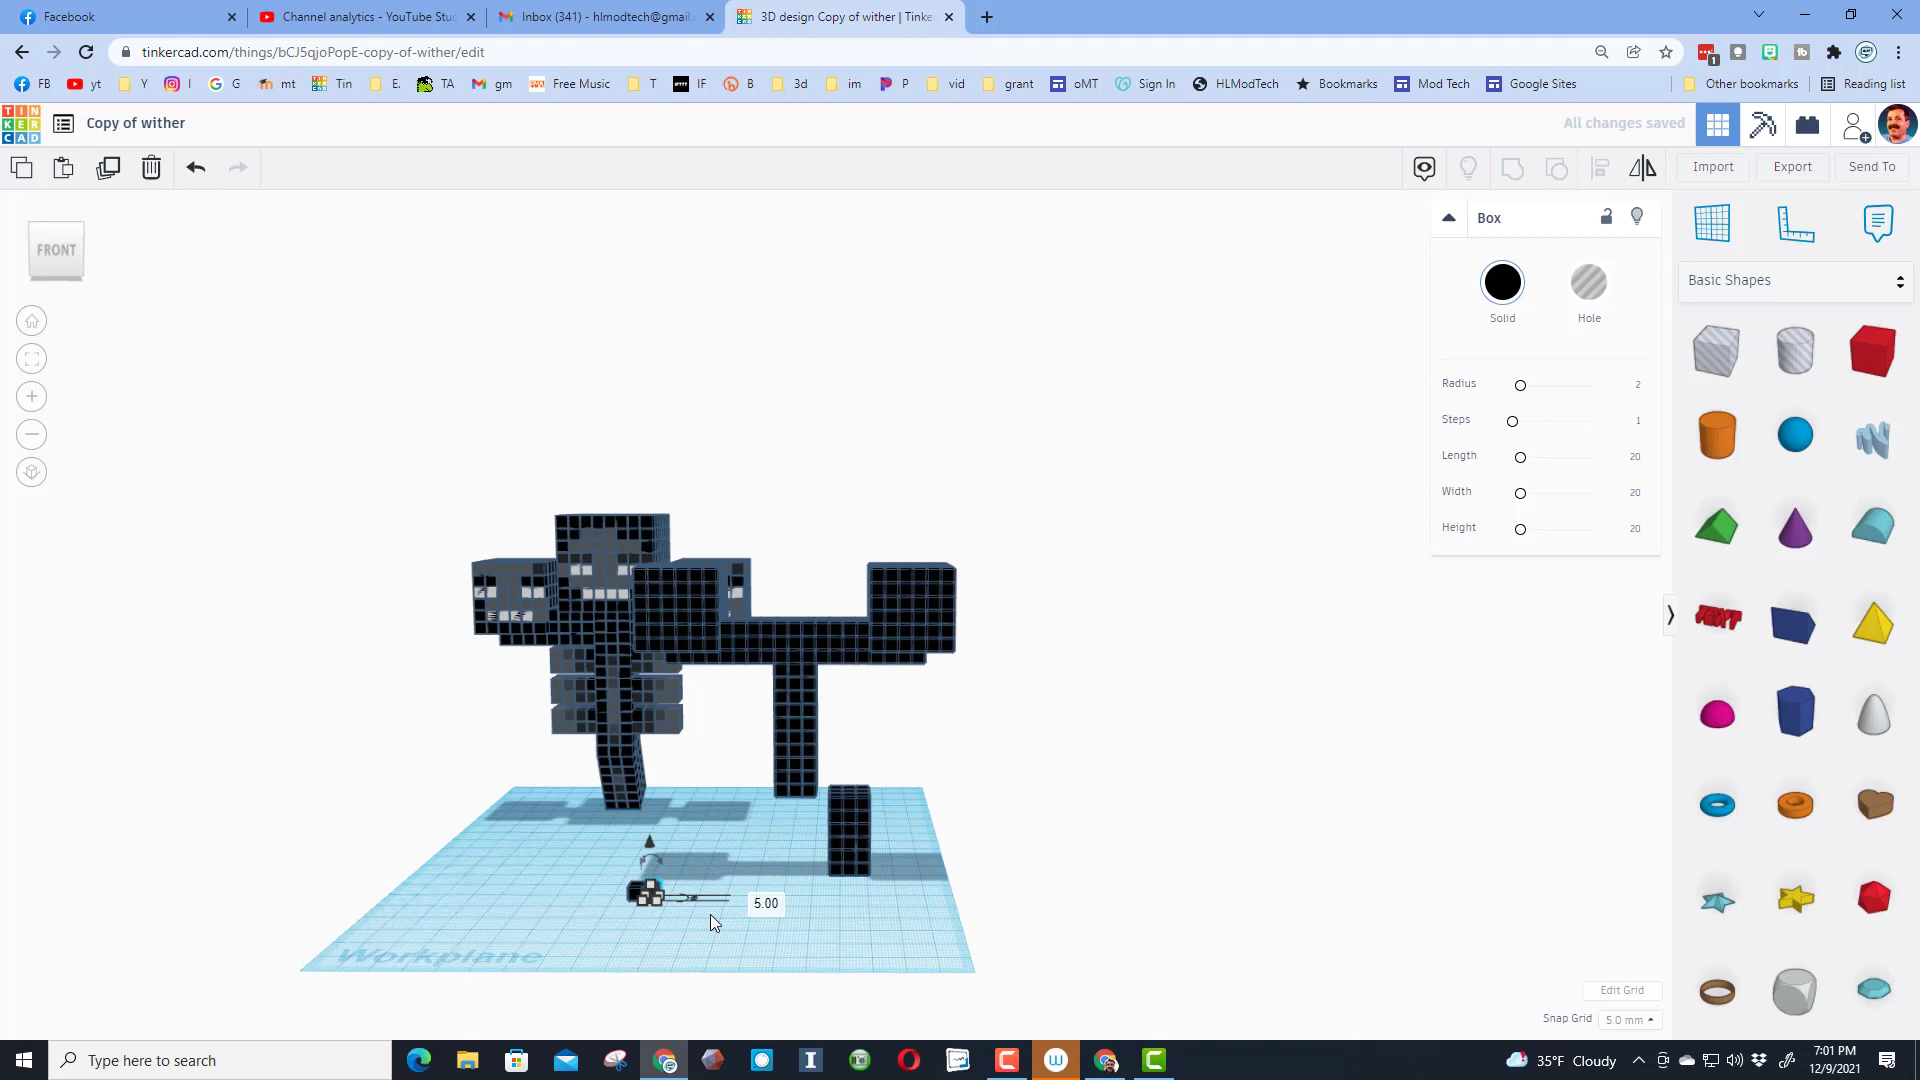 Facebook
Channel analytics - YouTube Stu
Inbox (341) - hlmodtech@gmail.
3D design Copy of wither | Tinke
tinkercad.com/things/bCJ5qjoPopE-copy-of-wither/edit
1
FB yt Y I G mt Tin E. TA gm Free Music T IF B 3d im P vid grant oMT Sign In HLModTech Bookmarks Mod Tech Google Sites Other bookmarks Reading list
TIN
KER
CAD
Copy of wither
All changes saved
Import Export Send To
FRONT
Box
Solid Hole
Radius 2
Steps 1
Length 20
Width 20
Height 20
Basic Shapes
TEXT
5.00
Workplane
Edit Grid
Snap Grid 5.0 mm
Type here to search
35°F Cloudy
7:01 PM
12/9/2021